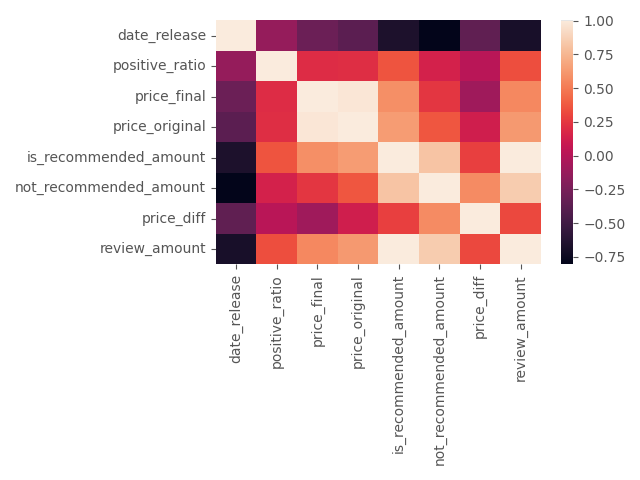 date_release
positive_ratio
price_final
price_original
is_recommended_amount
not_recommended_amount
price_diff
review_amount
date_release
positive_ratio
price_final
price_original
is_recommended_amount
not_recommended_amount
price_diff
review_amount
1.00
0.75
0.50
0.25
0.00
−0.25
−0.50
−0.75